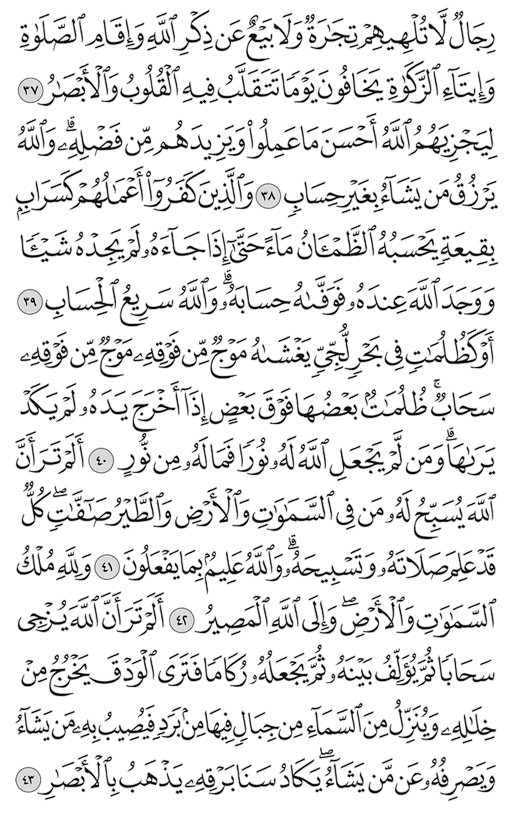 رِجَالٌ لَّا تُلْهِيهِمْ تِجَٰرَةٌ وَلَا بَيْعٌ عَن ذِكْرِ ٱللَّهِ وَإِقَامِ ٱلصَّلَوٰةِ
وَإِيتَآءِ ٱلزَّكَوٰةِ يَخَافُونَ يَوْمًا تَتَقَلَّبُ فِيهِ ٱلْقُلُوبُ وَٱلْأَبْصَٰرُ ٣٧
لِيَجْزِيَهُمُ ٱللَّهُ أَحْسَنَ مَا عَمِلُوا۟ وَيَزِيدَهُم مِّن فَضْلِهِۦ ۗ وَٱللَّهُ
يَرْزُقُ مَن يَشَآءُ بِغَيْرِ حِسَابٍ ٣٨ وَٱلَّذِينَ كَفَرُوٓا۟ أَعْمَٰلُهُمْ كَسَرَابٍۭ
بِقِيعَةٍ يَحْسَبُهُ ٱلظَّمْـَٔانُ مَآءً حَتَّىٰٓ إِذَا جَآءَهُۥ لَمْ يَجِدْهُ شَيْـًٔا
وَوَجَدَ ٱللَّهَ عِندَهُۥ فَوَفَّىٰهُ حِسَابَهُۥ ۗ وَٱللَّهُ سَرِيعُ ٱلْحِسَابِ ٣٩
أَوْ كَظُلُمَٰتٍ فِى بَحْرٍ لُّجِّىٍّ يَغْشَىٰهُ مَوْجٌ مِّن فَوْقِهِۦ مَوْجٌ مِّن فَوْقِهِۦ
سَحَابٌ ۚ ظُلُمَٰتٌۢ بَعْضُهَا فَوْقَ بَعْضٍ إِذَآ أَخْرَجَ يَدَهُۥ لَمْ يَكَدْ
يَرَىٰهَا ۗ وَمَن لَّمْ يَجْعَلِ ٱللَّهُ لَهُۥ نُورًا فَمَا لَهُۥ مِن نُّورٍ ٤٠ أَلَمْ تَرَ أَنَّ
ٱللَّهَ يُسَبِّحُ لَهُۥ مَن فِى ٱلسَّمَٰوَٰتِ وَٱلْأَرْضِ وَٱلطَّيْرُ صَٰٓفَّٰتٍ ۖ كُلٌّ
قَدْ عَلِمَ صَلَاتَهُۥ وَتَسْبِيحَهُۥ ۗ وَٱللَّهُ عَلِيمٌۢ بِمَا يَفْعَلُونَ ٤١ وَلِلَّهِ مُلْكُ
ٱلسَّمَٰوَٰتِ وَٱلْأَرْضِ ۖ وَإِلَى ٱللَّهِ ٱلْمَصِيرُ ٤٢ أَلَمْ تَرَ أَنَّ ٱللَّهَ يُزْجِى
سَحَابًا ثُمَّ يُؤَلِّفُ بَيْنَهُۥ ثُمَّ يَجْعَلُهُۥ رُكَامًا فَتَرَى ٱلْوَدْقَ يَخْرُجُ مِنْ
خِلَٰلِهِۦ وَيُنَزِّلُ مِنَ ٱلسَّمَآءِ مِن جِبَالٍ فِيهَا مِنۢ بَرَدٍ فَيُصِيبُ بِهِۦ مَن يَشَآءُ
وَيَصْرِفُهُۥ عَن مَّن يَشَآءُ ۖ يَكَادُ سَنَا بَرْقِهِۦ يَذْهَبُ بِٱلْأَبْصَٰرِ ٤٣